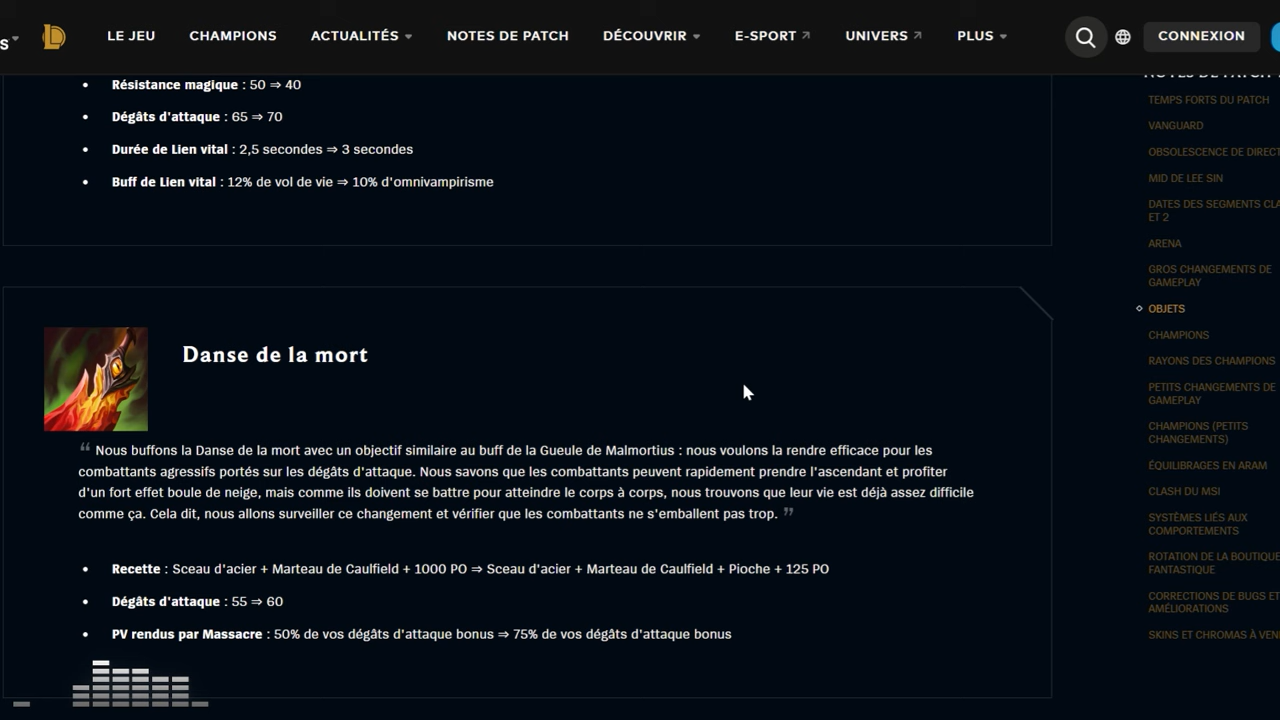 S
LE JEU
CHAMPIONS
ACTUALITÉS
NOTES DE PATCH
DÉCOUVRIR
E-SPORT
UNIVERS
PLUS
CONNEXION
• Résistance magique : 50 ⇒ 40
• Dégâts d'attaque : 65 ⇒ 70
• Durée de Lien vital : 2,5 secondes ⇒ 3 secondes
• Buff de Lien vital : 12% de vol de vie ⇒ 10% d'omnivampirisme
Danse de la mort
“ Nous buffons la Danse de la mort avec un objectif similaire au buff de la Gueule de Malmortius : nous voulons la rendre efficace pour les
combattants agressifs portés sur les dégâts d'attaque. Nous savons que les combattants peuvent rapidement prendre l'ascendant et profiter
d'un fort effet boule de neige, mais comme ils doivent se battre pour atteindre le corps à corps, nous trouvons que leur vie est déjà assez difficile
comme ça. Cela dit, nous allons surveiller ce changement et vérifier que les combattants ne s'emballent pas trop. ”
• Recette : Sceau d'acier + Marteau de Caulfield + 1000 PO ⇒ Sceau d'acier + Marteau de Caulfield + Pioche + 125 PO
• Dégâts d'attaque : 55 ⇒ 60
• PV rendus par Massacre : 50% de vos dégâts d'attaque bonus ⇒ 75% de vos dégâts d'attaque bonus
NOTES DE PATCH
TEMPS FORTS DU PATCH
VANGUARD
OBSOLESCENCE DE DIRECT
MID DE LEE SIN
DATES DES SEGMENTS CLA
ET 2
ARENA
GROS CHANGEMENTS DE
GAMEPLAY
OBJETS
CHAMPIONS
RAYONS DES CHAMPIONS
PETITS CHANGEMENTS DE
GAMEPLAY
CHAMPIONS (PETITS
CHANGEMENTS)
ÉQUILIBRAGES EN ARAM
CLASH DU MSI
SYSTÈMES LIÉS AUX
COMPORTEMENTS
ROTATION DE LA BOUTIQUE
FANTASTIQUE
CORRECTIONS DE BUGS ET
AMÉLIORATIONS
SKINS ET CHROMAS À VENI